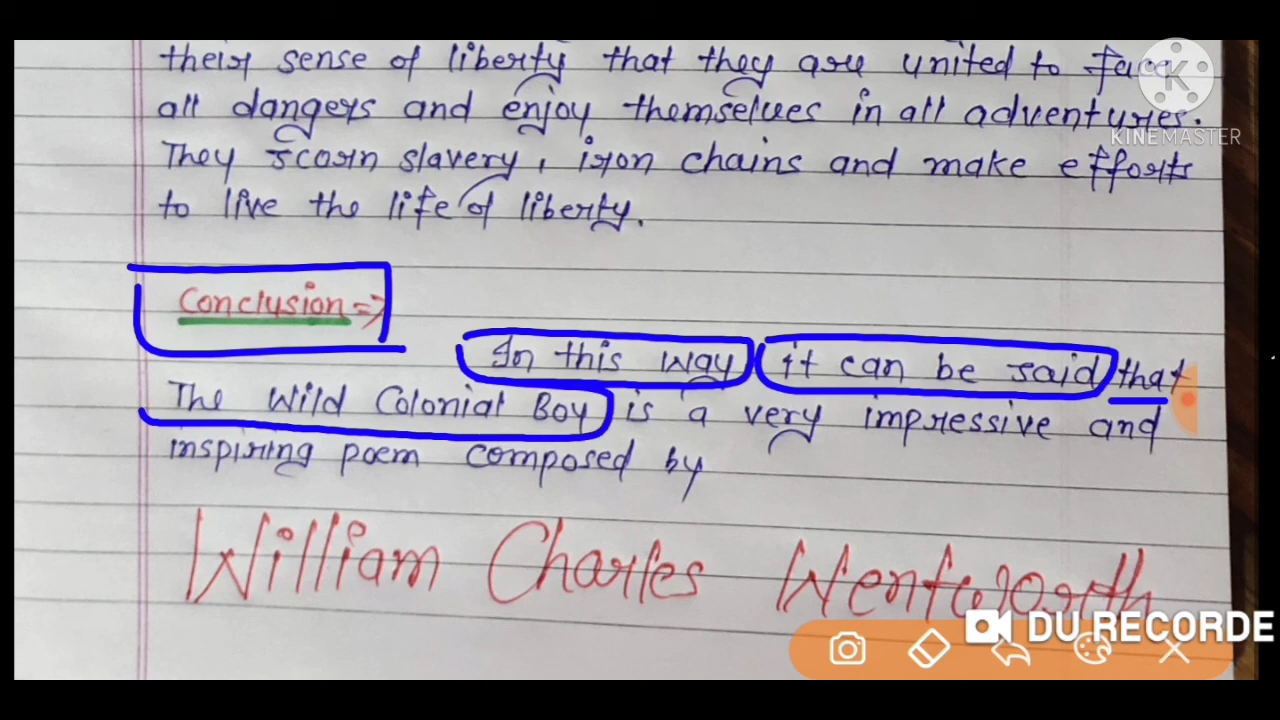 their sense of liberty that they are united to face
all dangers and enjoy themselves in all adventures.
KINEMASTER
They scorn slavery, iron chains and make efforts
to live the life of liberty.
Conclusion =>
In this way it can be said that
The Wild Colonial Boy is a very impressive and
inspiring poem composed by
William Charles Wentworth
DU RECORDE